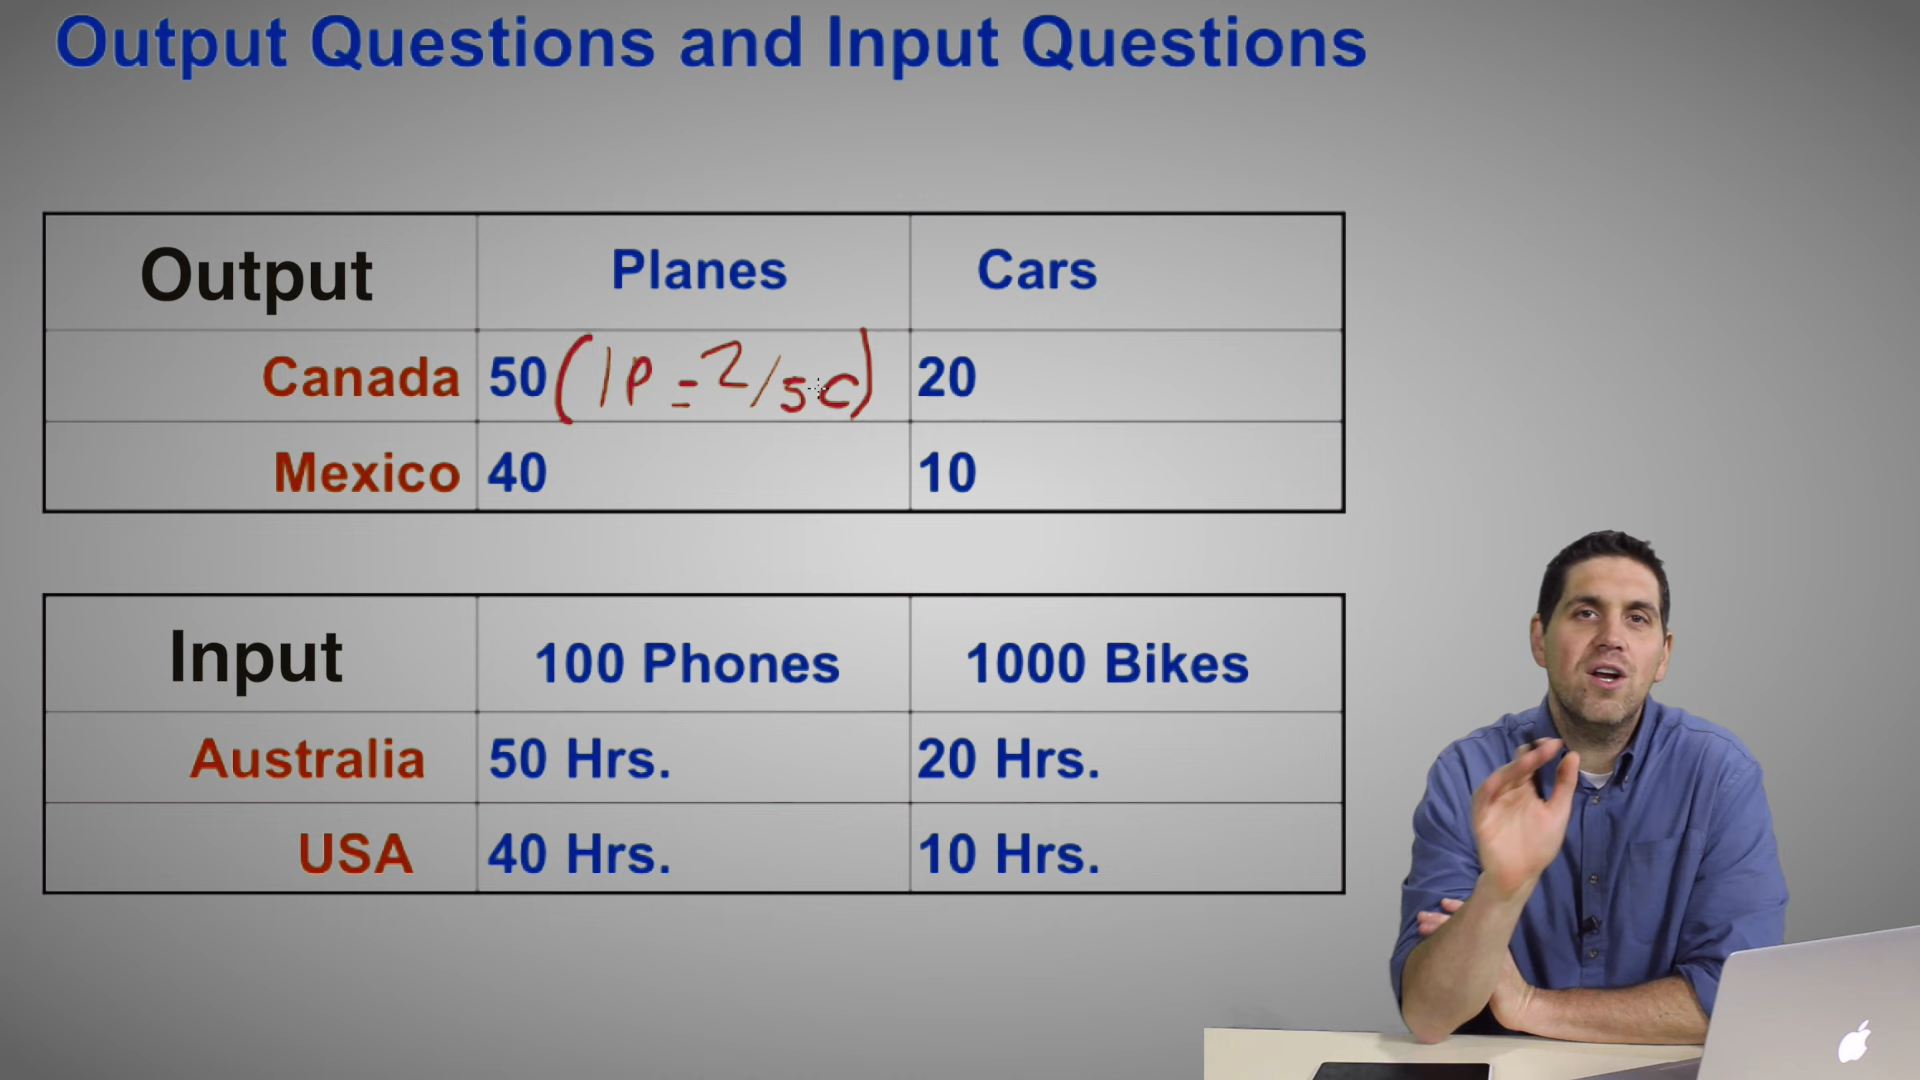 Output Questions and Input Questions
Output Planes Cars
Canada 50 (1P = 2/5C) 20
Mexico 40 10
Input 100 Phones 1000 Bikes
Australia 50 Hrs. 20 Hrs.
USA 40 Hrs. 10 Hrs.